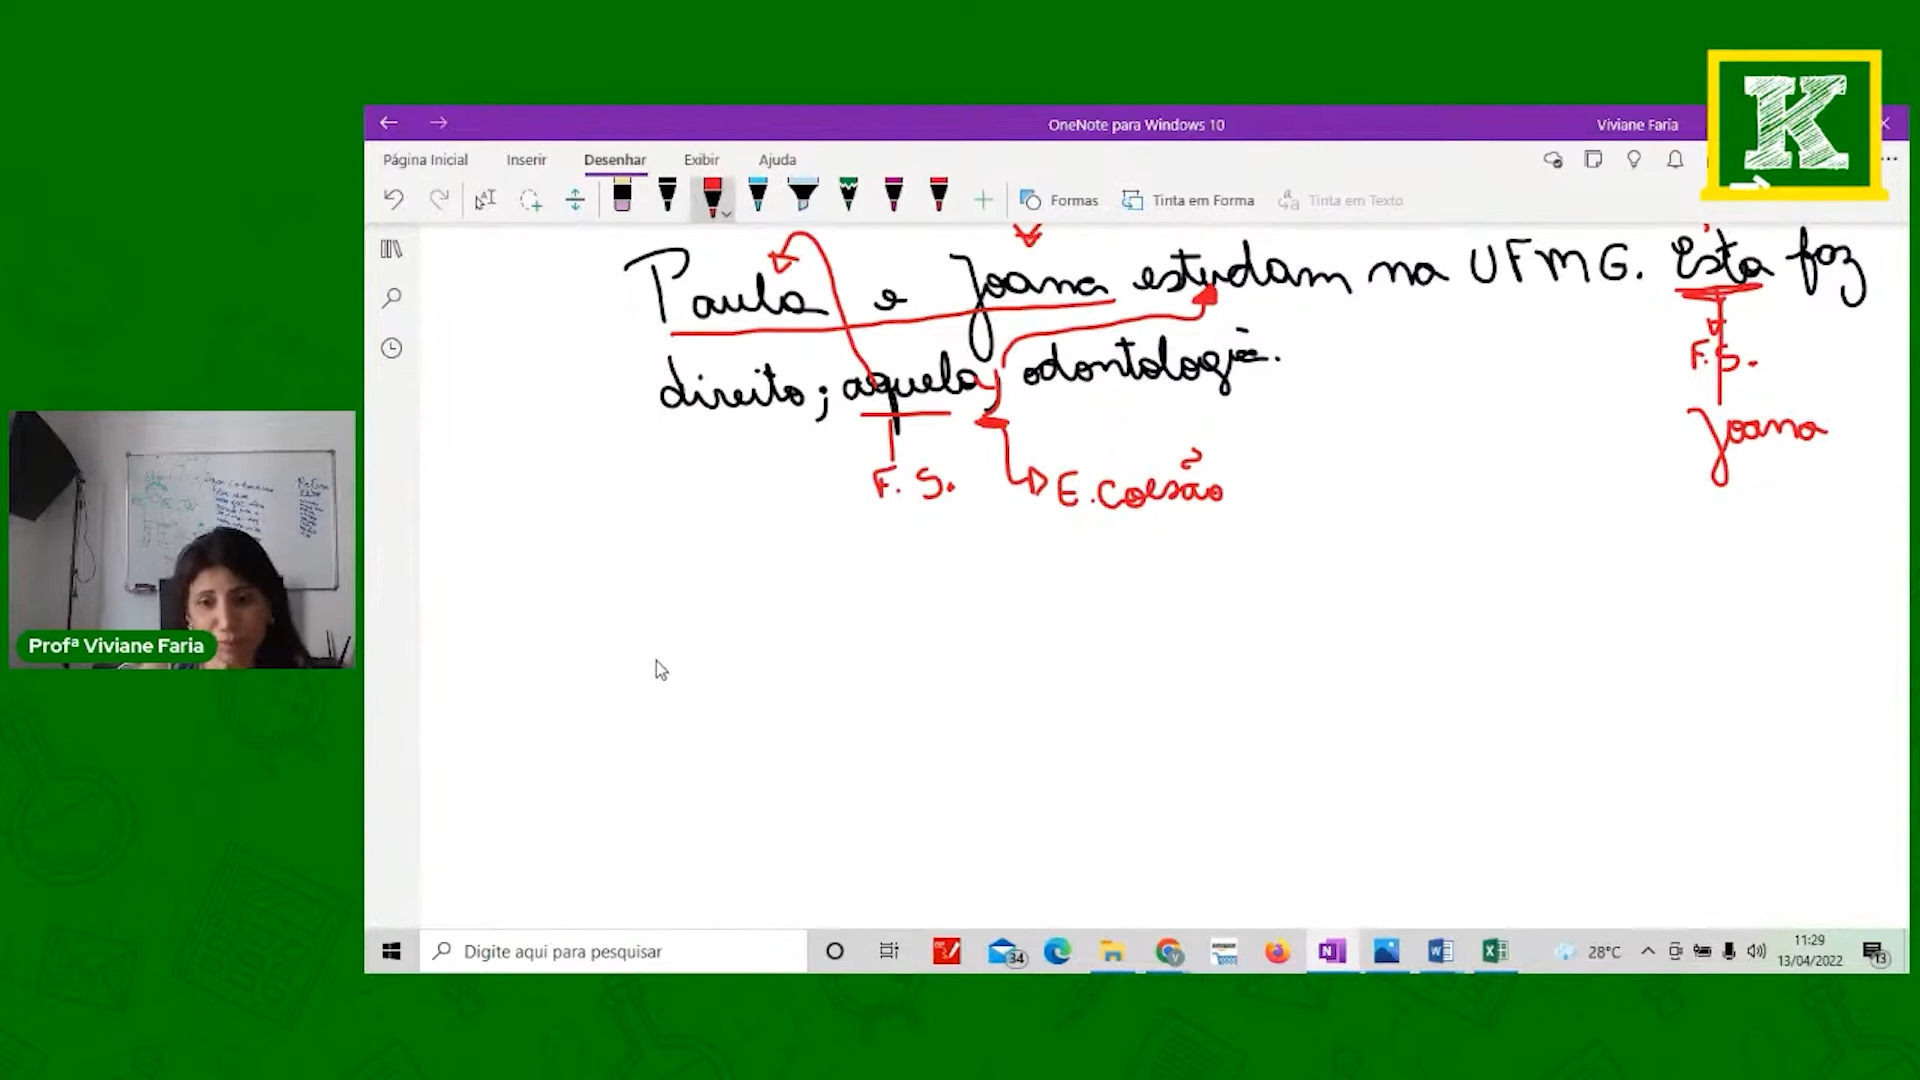 K
OneNote para Windows 10
Viviane Faria
Página Inicial Inserir Desenhar Exibir Ajuda
Formas Tinta em Forma Tinta em Texto
Paula e Joana estudam na UFMG. Esta faz
direito; aquela, odontologia.
F.S.
Joana
F. S.
E. Coesão
Profª Viviane Faria
Digite aqui para pesquisar
34
28°C
11:29
13/04/2022
13